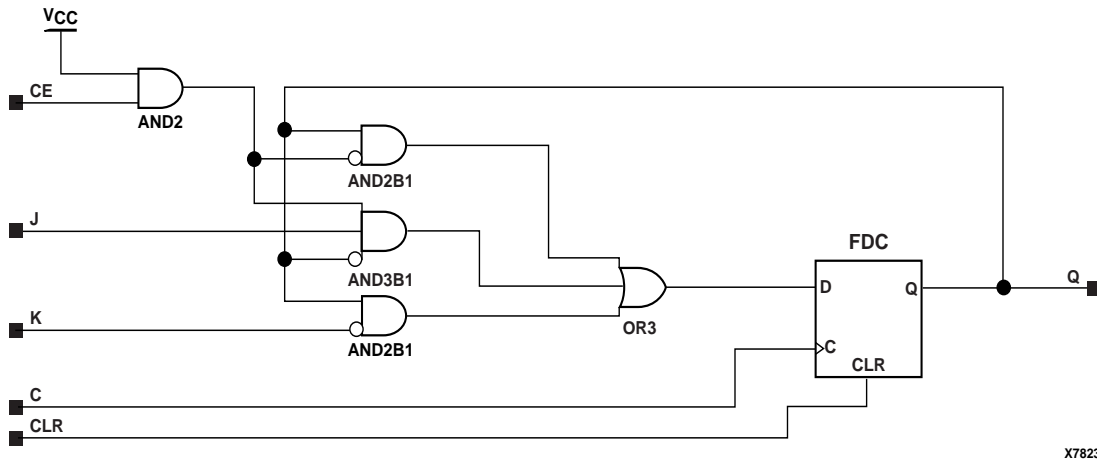 VCC
CE
AND2
AND2B1
J
AND3B1
FDC
D
Q
Q
K
AND2B1
OR3
C
CLR
C
CLR
X7823